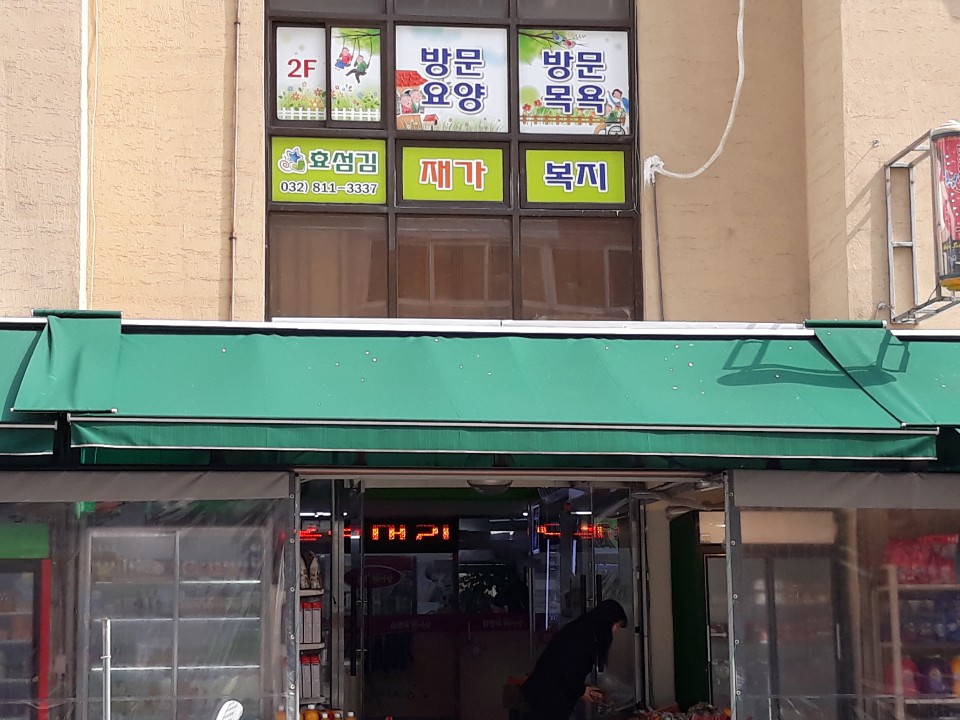 2F
방문
요양
방문
목욕
효섬김
032) 811-3337
재가
복지